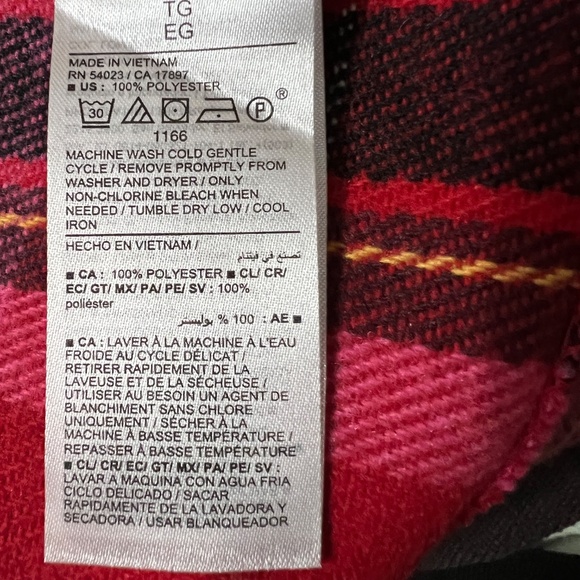 TG
EG
MADE IN VIETNAM
RN 54023 / CA 17897
■ US : 100% POLYESTER
30 P ®
1166
MACHINE WASH COLD GENTLE
CYCLE / REMOVE PROMPTLY FROM
WASHER AND DRYER / ONLY
NON-CHLORINE BLEACH WHEN
NEEDED / TUMBLE DRY LOW / COOL
IRON
HECHO EN VIETNAM /
تصنع في فيتنام
■ CA : 100% POLYESTER ■ CL/ CR/
EC/ GT/ MX/ PA/ PE/ SV : 100%
poliéster
■ AE : 100 % بوليستر
■ CA : LAVER À LA MACHINE À L'EAU
FROIDE AU CYCLE DÉLICAT /
RETIRER RAPIDEMENT DE LA
LAVEUSE ET DE LA SÉCHEUSE /
UTILISER AU BESOIN UN AGENT DE
BLANCHIMENT SANS CHLORE
UNIQUEMENT / SÉCHER À LA
MACHINE À BASSE TEMPÉRATURE /
REPASSER À BASSE TEMPÉRATURE
■ CL/ CR/ EC/ GT/ MX/ PA/ PE/ SV :
LAVAR A MAQUINA CON AGUA FRIA
CICLO DELICADO / SACAR
RAPIDAMENTE DE LA LAVADORA Y
SECADORA / USAR BLANQUEADOR